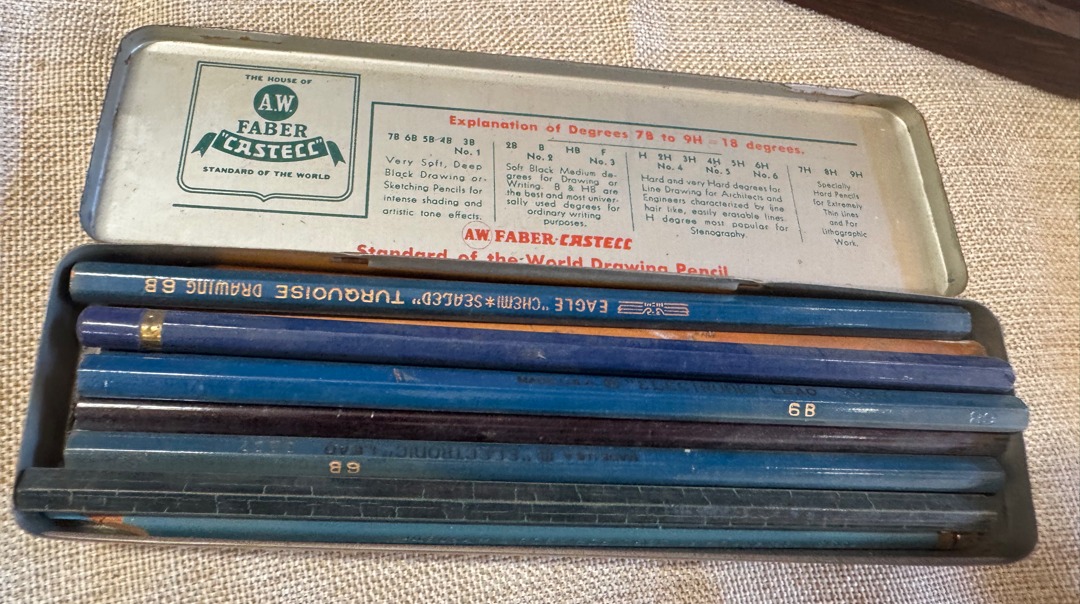 THE HOUSE OF
A.W.
FABER
"CASTELL"
STANDARD OF THE WORLD
Explanation of Degrees 7B to 9H = 18 degrees.
7B 6B 5B 4B 3B
No. 1
Very Soft, Deep
Black Drawing or
Sketching Pencils for
intense shading and
artistic tone effects.
2B B HB F
No. 2 No. 3
Soft Black Medium de-
grees for Drawing or
Writing. B & HB are
the best and most univer-
sally used degrees for
ordinary writing
purposes.
H 2H 3H 4H 5H 6H
No. 4 No. 5 No. 6
Hard and very Hard degrees for
Line Drawing for Architects and
Engineers characterized by line
hair like, easily erasable lines.
H degree most popular for
Stenography.
7H 8H 9H
Specially
Hard Pencils
for Extremely
Thin Lines
and For
Lithographic
Work.
AW. FABER-CASTELL
Standard of the World Drawing Pencil
EAGLE "CHEMI*SEALED" TURQUOISE DRAWING 6B
"ELECTRONIC" LEAD
6B
"ELECTRONIC" LEAD
6B